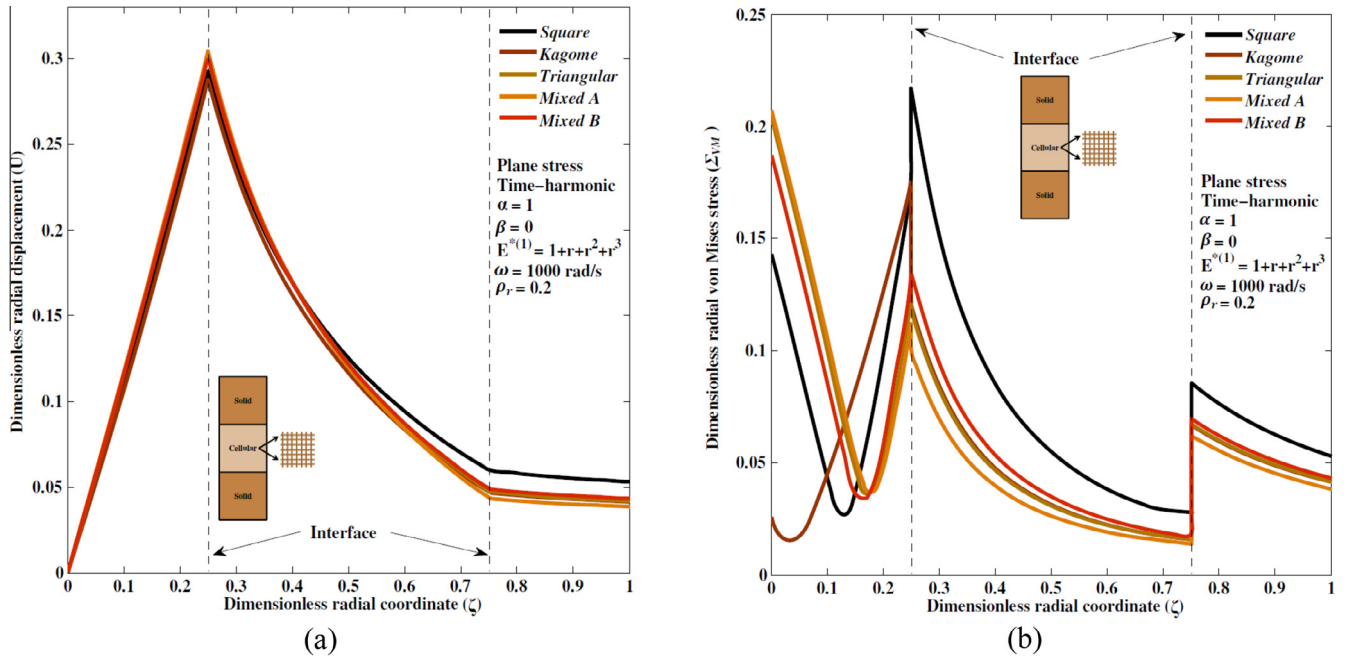 Dimensionless radial displacement (U)
0.3
0.25
0.2
0.15
0.1
0.05
0
Square
Kagome
Triangular
Mixed A
Mixed B
Plane stress
Time−harmonic
α = 1
β = 0
E*(1) = 1+r+r²+r³
ω = 1000 rad/s
ρr = 0.2
Solid
Cellular
Solid
Interface
0 0.1 0.2 0.3 0.4 0.5 0.6 0.7 0.8 0.9 1
Dimensionless radial coordinate (ζ)
(a)
Dimensionless radial von Mises stress (ΣVM)
0.25
0.2
0.15
0.1
0.05
0
Interface
Solid
Cellular
Solid
Square
Kagome
Triangular
Mixed A
Mixed B
Plane stress
Time−harmonic
α = 1
β = 0
E*(1) = 1+r+r²+r³
ω = 1000 rad/s
ρr = 0.2
0 0.1 0.2 0.3 0.4 0.5 0.6 0.7 0.8 0.9 1
Dimensionless radial coordinate (ζ)
(b)